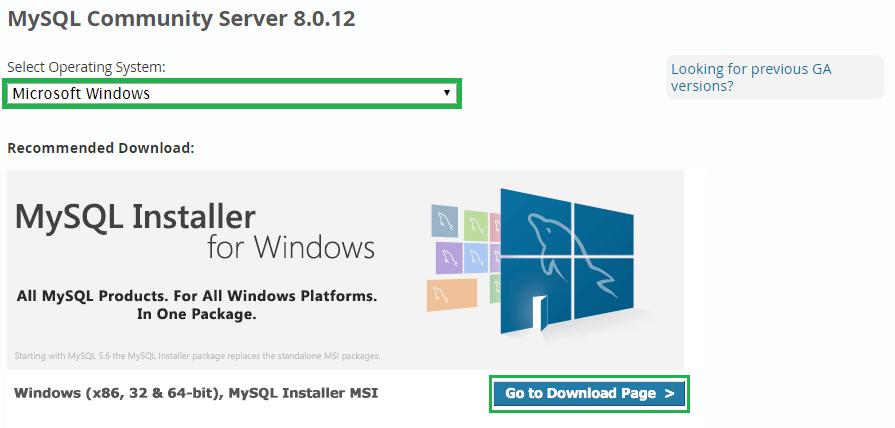 MySQL Community Server 8.0.12
Select Operating System:
Microsoft Windows
Looking for previous GA
versions?
Recommended Download:
MySQL Installer
for Windows
All MySQL Products. For All Windows Platforms.
In One Package.
Starting with MySQL 5.6 the MySQL Installer package replaces the standalone MSI packages.
Windows (x86, 32 & 64-bit), MySQL Installer MSI
Go to Download Page >